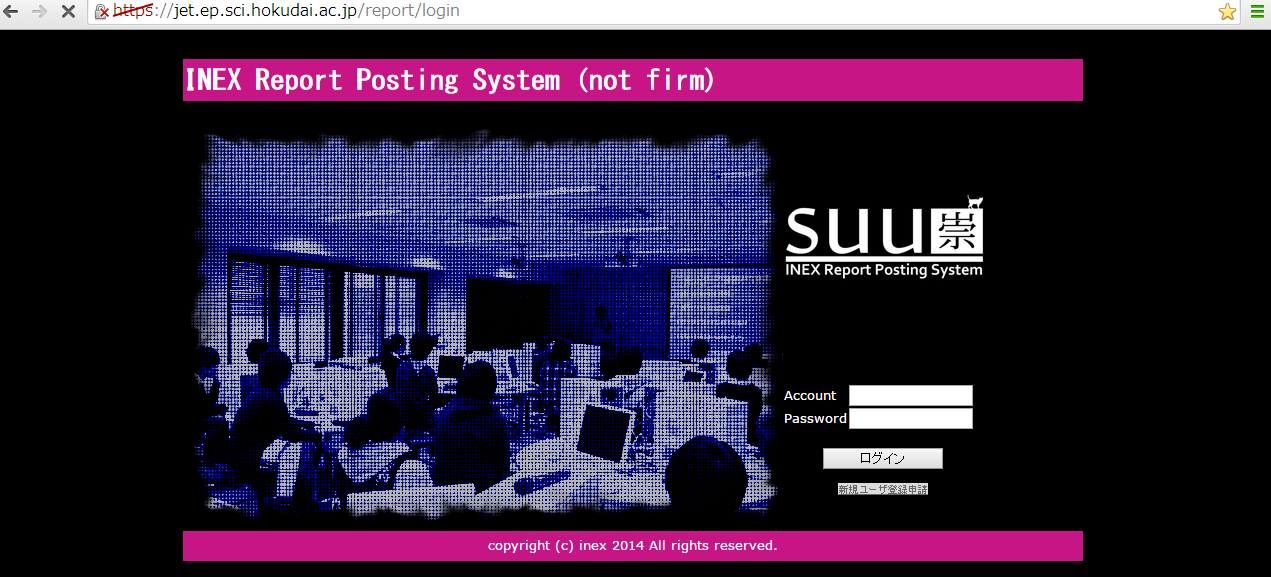 https://jet.ep.sci.hokudai.ac.jp/report/login
INEX Report Posting System (not firm)
suu崇
INEX Report Posting System
Account
Password
ログイン
新規ユーザ登録申請
copyright (c) inex 2014 All rights reserved.